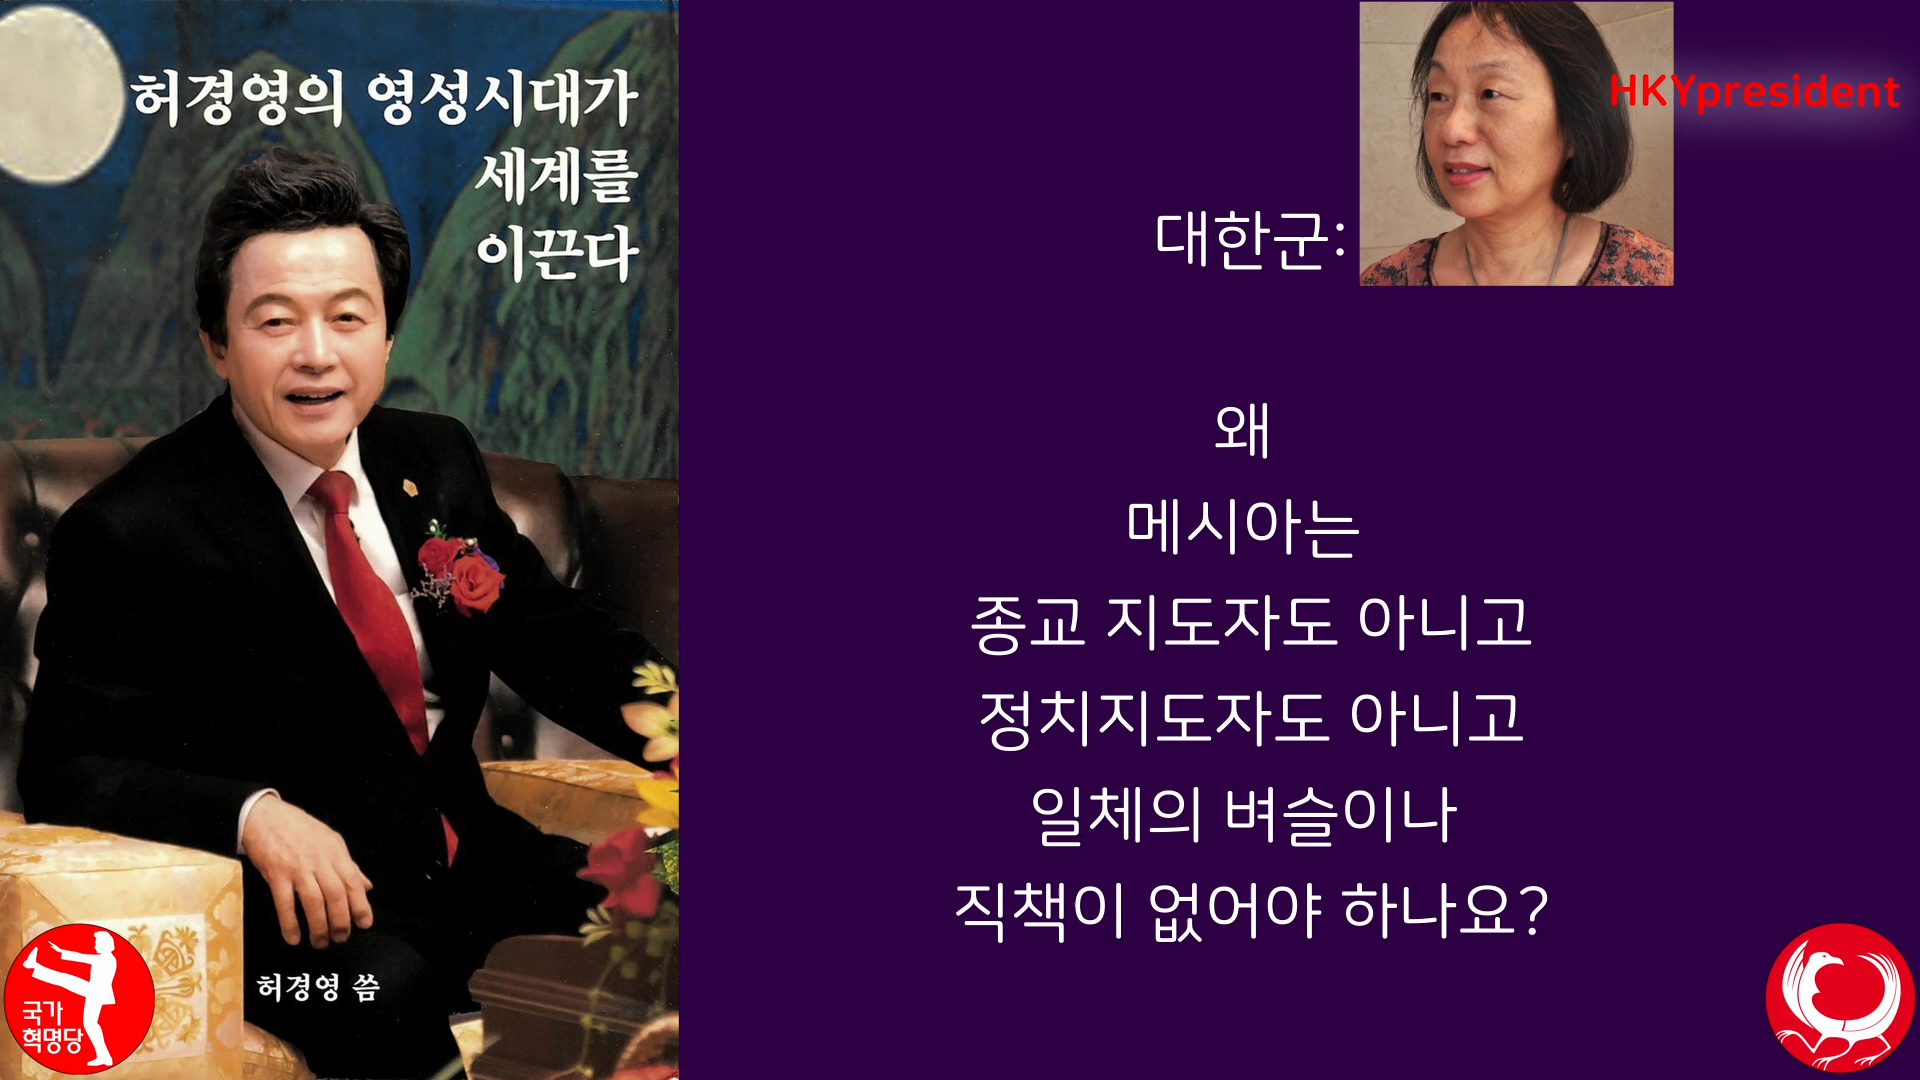 허경영의 영성시대가
세계를
이끈다
허경영 씀
국가
혁명당
HKYpresident
대한군:
왜
메시아는
종교 지도자도 아니고
정치지도자도 아니고
일체의 벼슬이나
직책이 없어야 하나요?